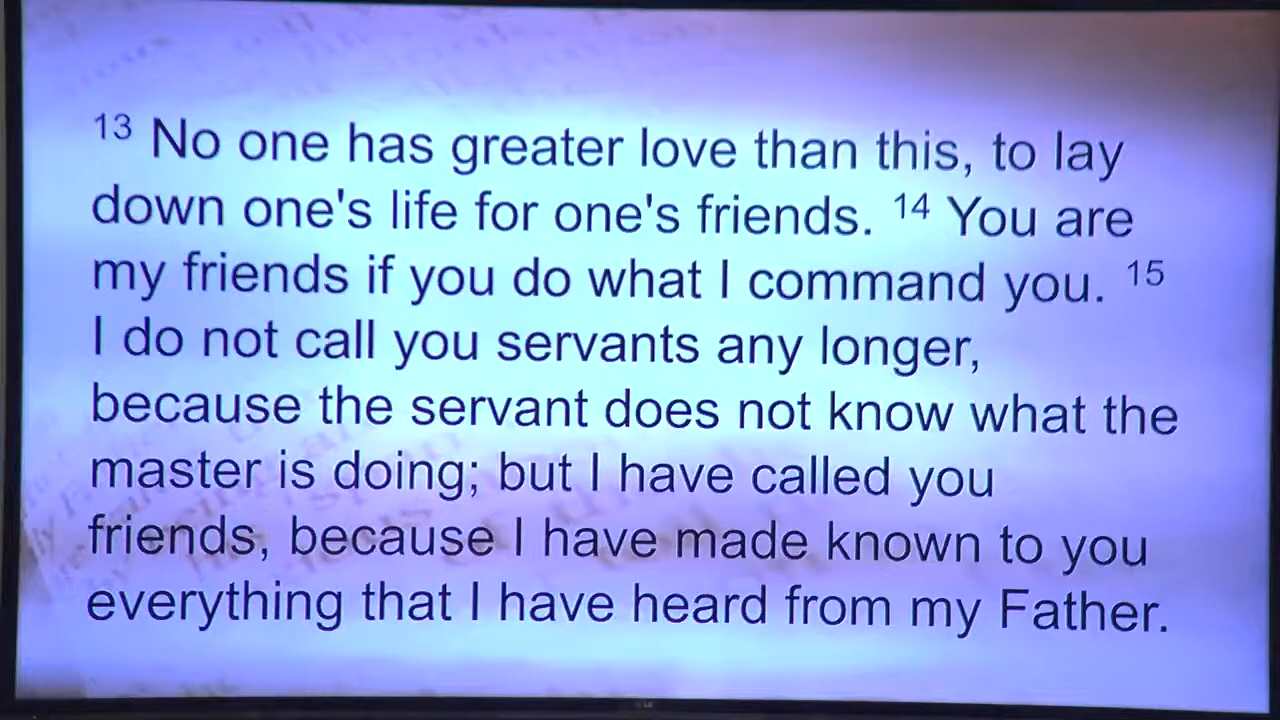 13 No one has greater love than this, to lay
down one's life for one's friends. 14 You are
my friends if you do what I command you. 15
I do not call you servants any longer,
because the servant does not know what the
master is doing; but I have called you
friends, because I have made known to you
everything that I have heard from my Father.